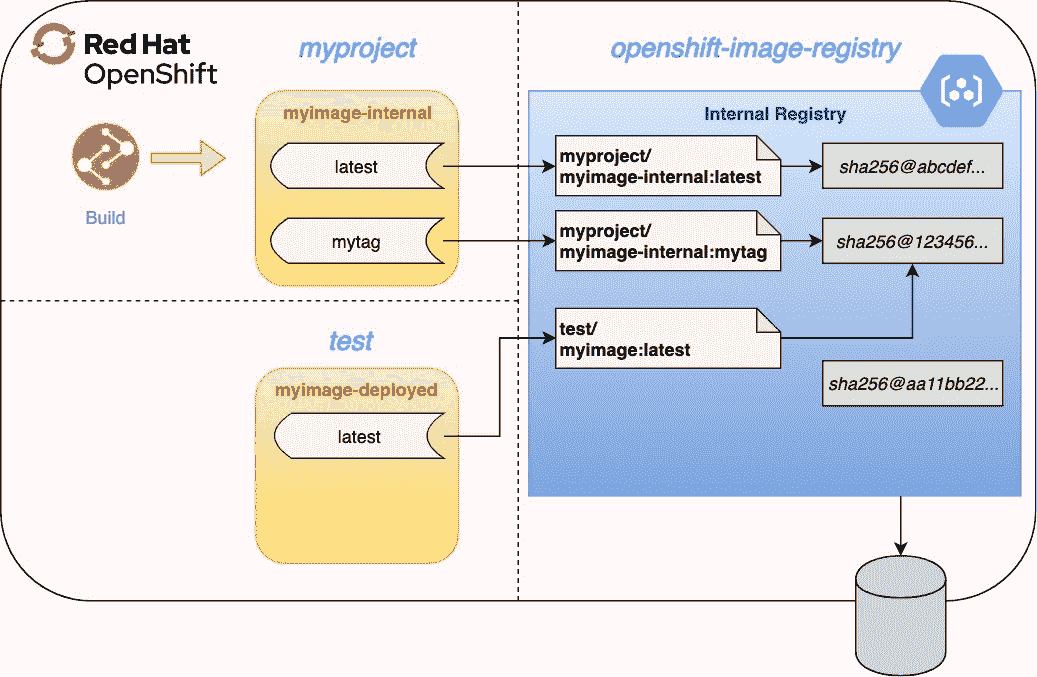 Red Hat
OpenShift
myproject
openshift-image-registry
myimage-internal
latest
mytag
Build
Internal Registry
myproject/
myimage-internal:latest
sha256@abcdef...
myproject/
myimage-internal:mytag
sha256@123456...
test/
myimage:latest
sha256@aa11bb22...
test
myimage-deployed
latest